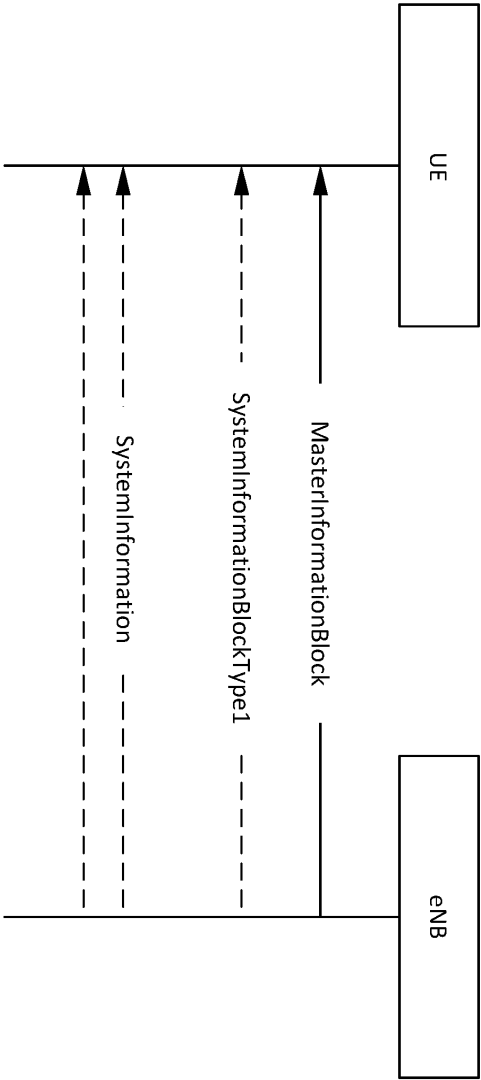 UE
eNB
MasterInformationBlock
SystemInformationBlockType1
SystemInformation